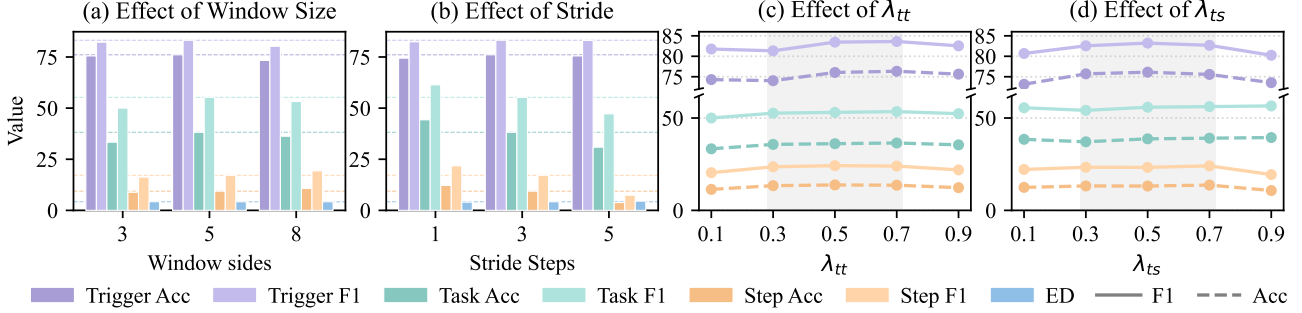 (a) Effect of Window Size
(b) Effect of Stride
(c) Effect of λtt
(d) Effect of λts
Value
75
50
25
0
3
5
8
Window sides
75
50
25
0
1
3
5
Stride Steps
85
80
75
50
0
0.1
0.3
0.5
0.7
0.9
λtt
85
80
75
50
0
0.1
0.3
0.5
0.7
0.9
λts
Trigger Acc
Trigger F1
Task Acc
Task F1
Step Acc
Step F1
ED
F1
Acc